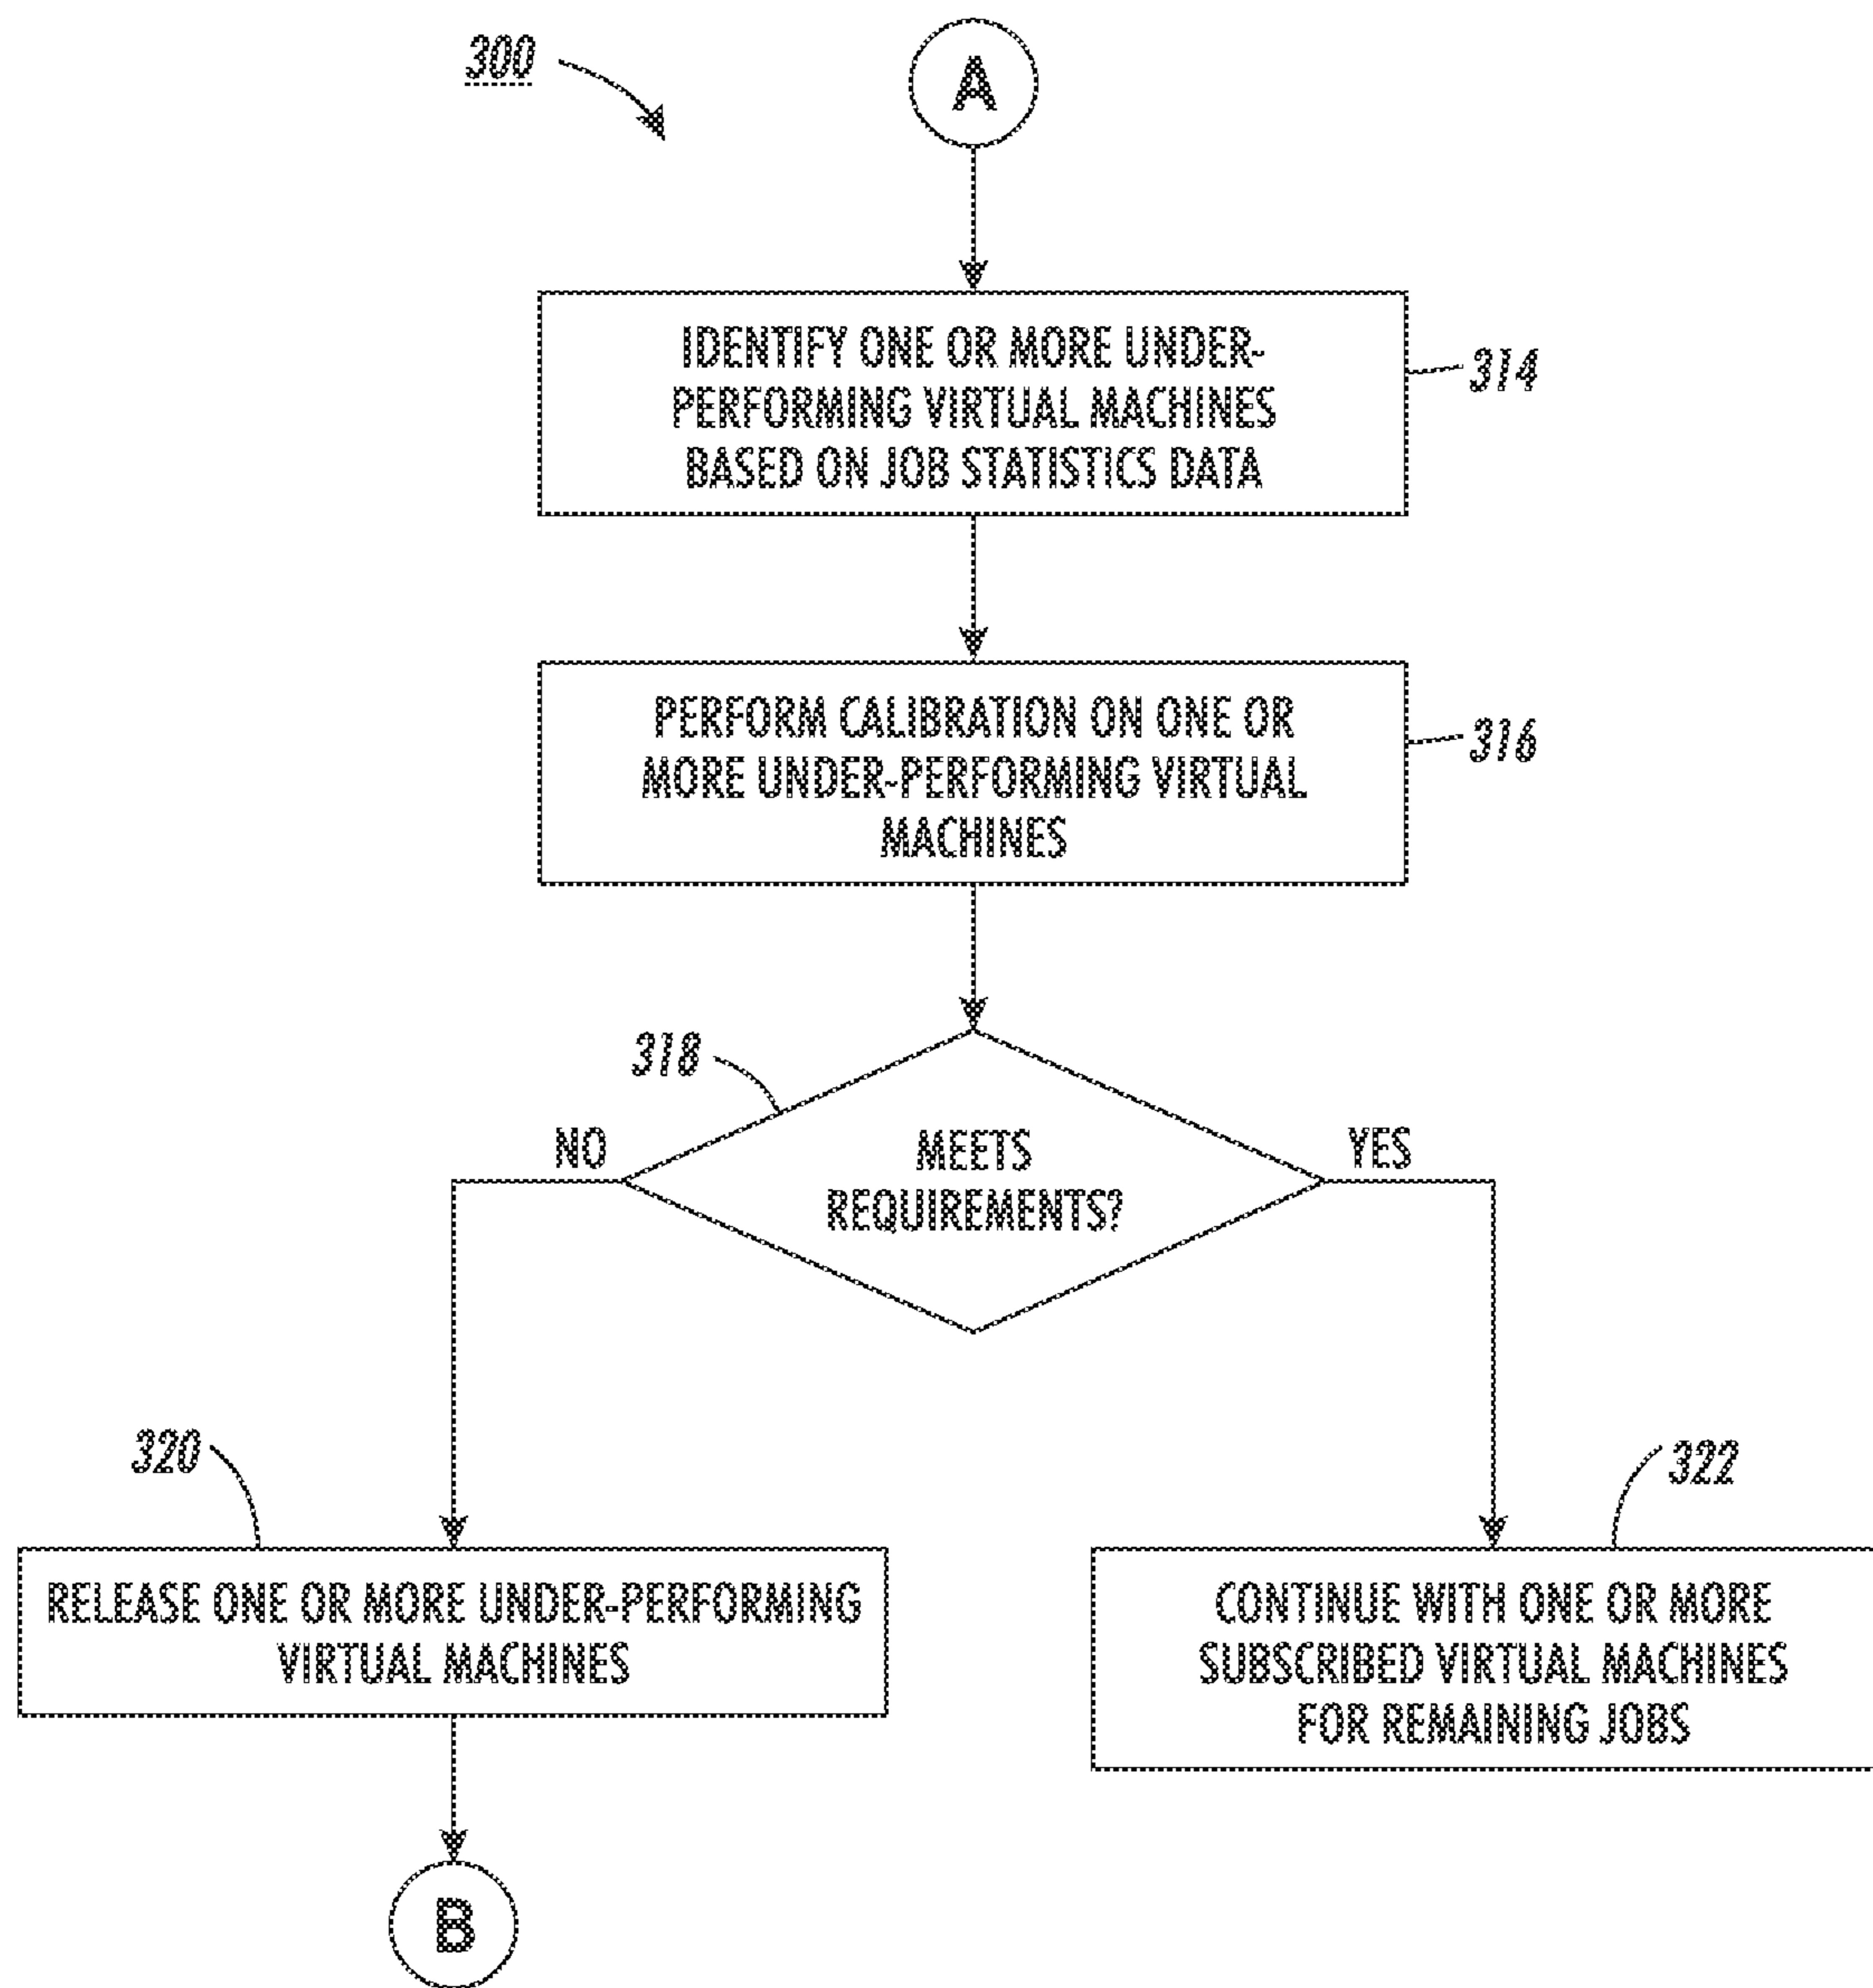 300
A
IDENTIFY ONE OR MORE UNDER-
PERFORMING VIRTUAL MACHINES
BASED ON JOB STATISTICS DATA
314
PERFORM CALIBRATION ON ONE OR
MORE UNDER-PERFORMING VIRTUAL
MACHINES
316
318
NO
MEETS
REQUIREMENTS?
YES
320
RELEASE ONE OR MORE UNDER-PERFORMING
VIRTUAL MACHINES
322
CONTINUE WITH ONE OR MORE
SUBSCRIBED VIRTUAL MACHINES
FOR REMAINING JOBS
B